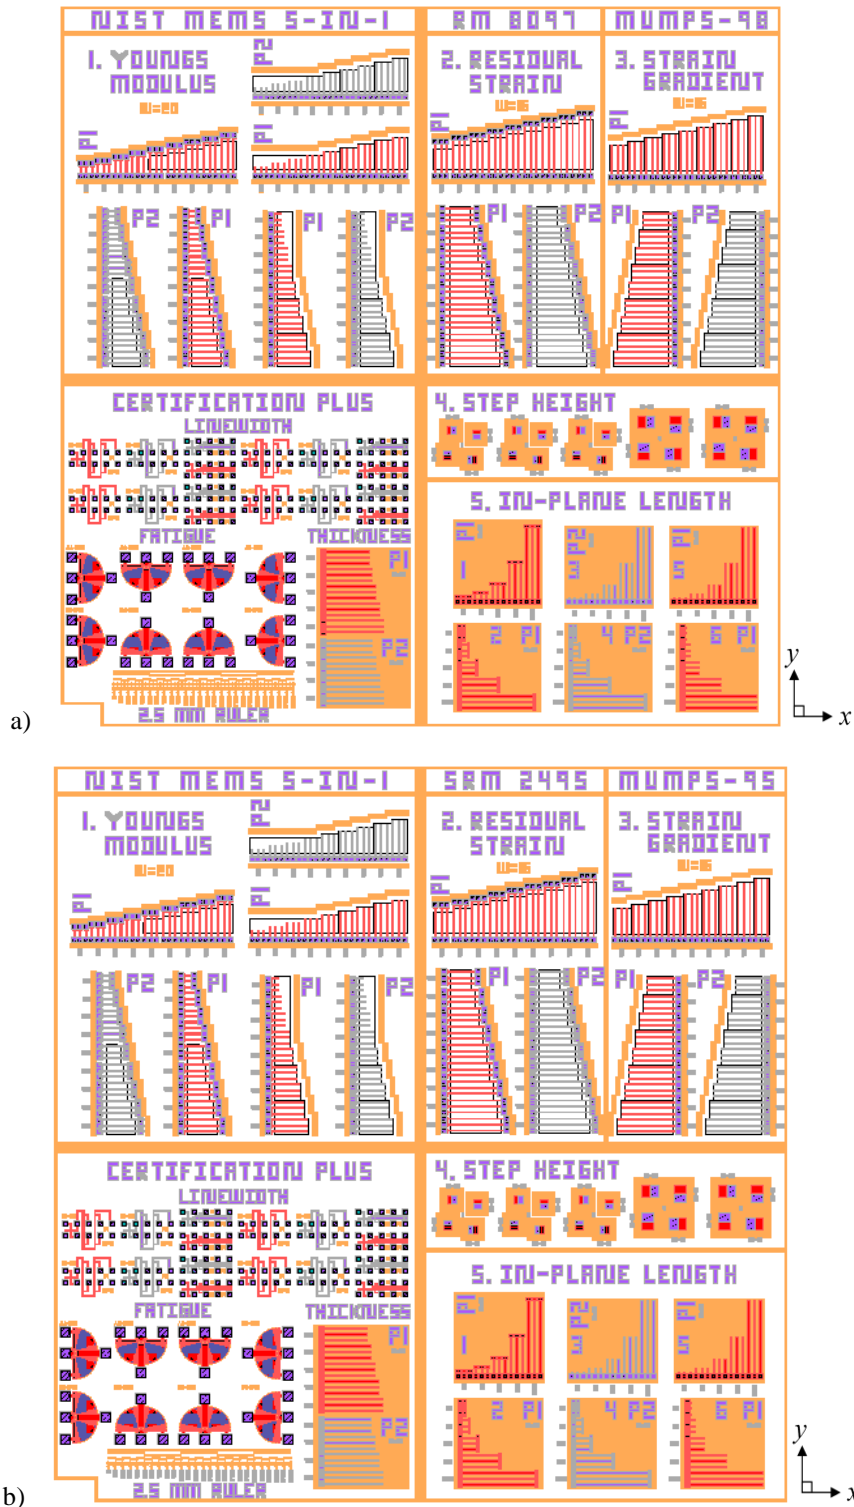 NIST MEMS 5-IN-1 RM 8097 MUMPS-98
1. YOUNGS
MODULUS
W=20
P2
P1
2. RESIDUAL
STRAIN
W=16
P1
3. STRAIN
GRADIENT
W=16
P1
P2 P1 P1 P2 P1 P2 P1 P2
CERTIFICATION PLUS
LINEWIDTH
FATIGUE THICKNESS
P1
P2
2.5 MM RULER
4. STEP HEIGHT
5. IN-PLANE LENGTH
1 3 P2 5
2 P1 4 P2 6 P1
y
x
a)
NIST MEMS 5-IN-1 SRM 2495 MUMPS-95
1. YOUNGS
MODULUS
W=20
P2
P1
2. RESIDUAL
STRAIN
W=16
P1
3. STRAIN
GRADIENT
W=16
P1
P2 P1 P1 P2 P1 P2 P1 P2
CERTIFICATION PLUS
LINEWIDTH
FATIGUE THICKNESS
P1
P2
2.5 MM RULER
4. STEP HEIGHT
5. IN-PLANE LENGTH
P1 1 P2 3 P1 5
2 P1 4 P2 6 P1
y
x
b)